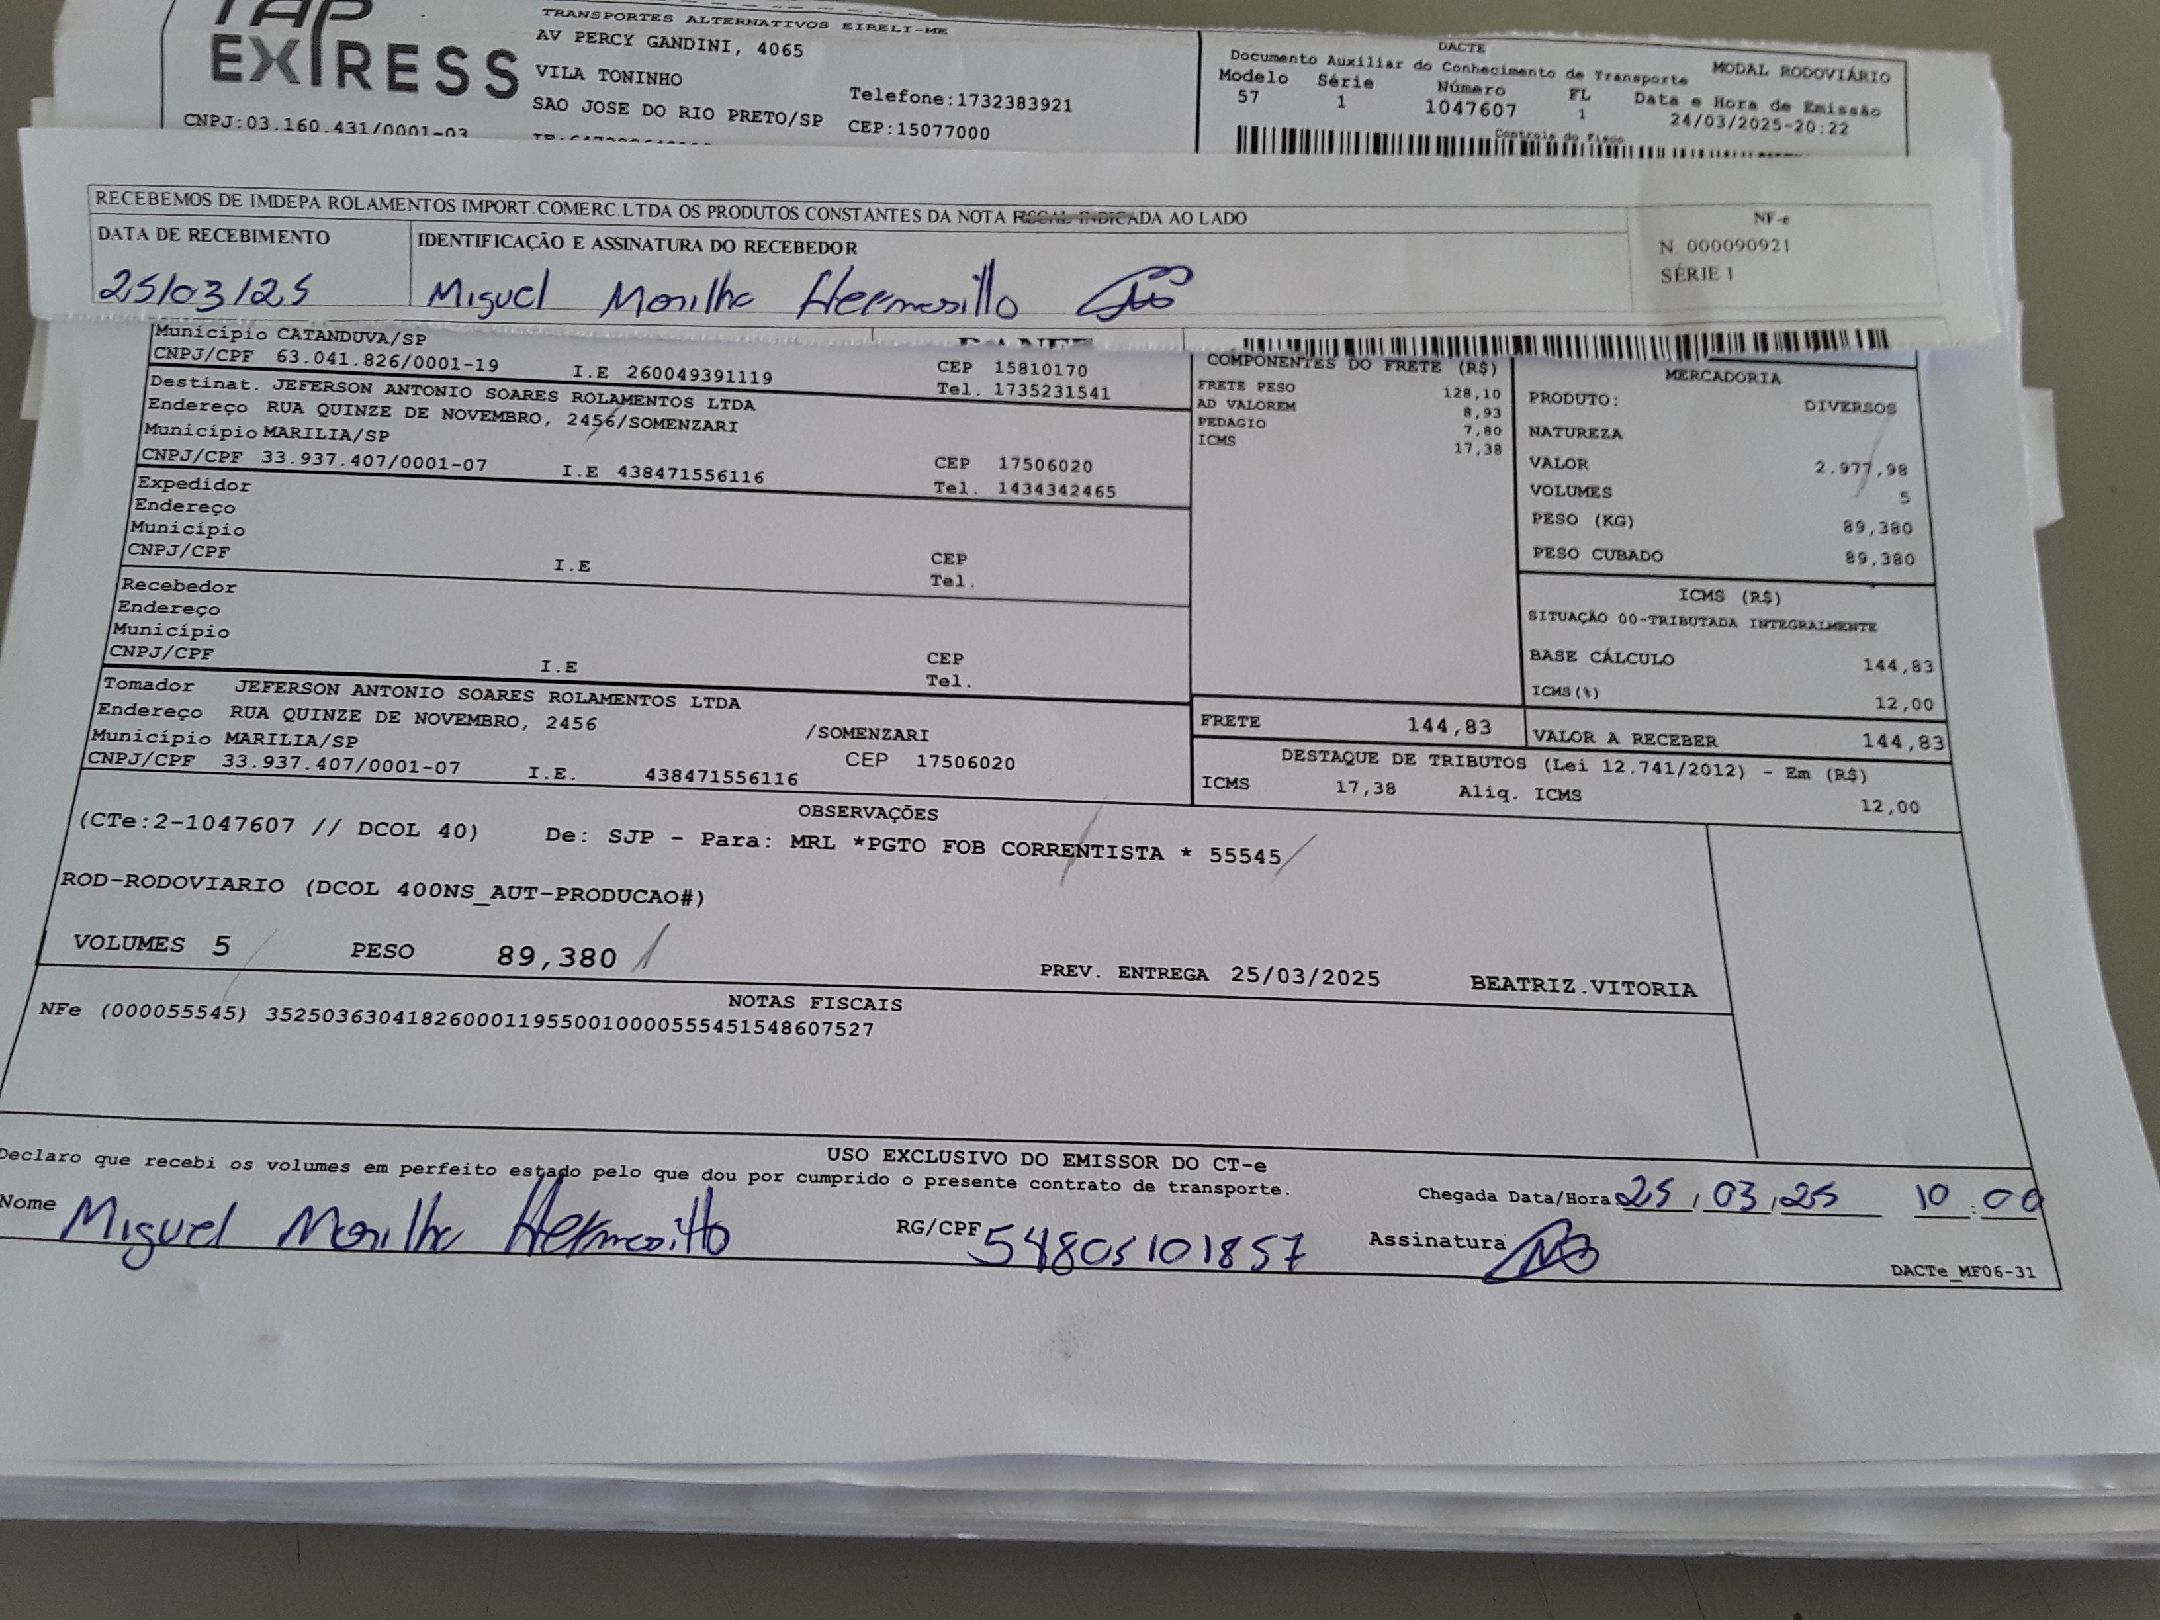 TAP
EXPRESS
TRANSPORTES ALTERNATIVOS EIRELI-ME
AV PERCY GANDINI, 4065
VILA TONINHO
SAO JOSE DO RIO PRETO/SP
Telefone:1732383921
CEP:15077000
CNPJ:03.160.431/0001-03
DACTE
Documento Auxiliar do Conhecimento de Transporte
MODAL RODOVIÁRIO
Modelo Série Número FL Data e Hora de Emissão
57 1 1047607 1 24/03/2025-20:22
Controle do Fisco
RECEBEMOS DE IMDEPA ROLAMENTOS IMPORT.COMERC.LTDA OS PRODUTOS CONSTANTES DA NOTA FISCAL INDICADA AO LADO
NF-e
N. 000090921
SÉRIE 1
DATA DE RECEBIMENTO
IDENTIFICAÇÃO E ASSINATURA DO RECEBEDOR
25/03/25 Miguel Morilha Hermosillo
Município CATANDUVA/SP
CNPJ/CPF 63.041.826/0001-19 I.E 260049391119
CEP 15810170
Tel. 1735231541
Destinat. JEFERSON ANTONIO SOARES ROLAMENTOS LTDA
Endereço RUA QUINZE DE NOVEMBRO, 2456/SOMENZARI
Município MARILIA/SP
CNPJ/CPF 33.937.407/0001-07 I.E 438471556116
CEP 17506020
Tel. 1434342465
Expedidor
Endereço
Município
CNPJ/CPF I.E
CEP
Tel.
Recebedor
Endereço
Município
CNPJ/CPF I.E
CEP
Tel.
Tomador JEFERSON ANTONIO SOARES ROLAMENTOS LTDA
Endereço RUA QUINZE DE NOVEMBRO, 2456 /SOMENZARI
Município MARILIA/SP CEP 17506020
CNPJ/CPF 33.937.407/0001-07 I.E. 438471556116
COMPONENTES DO FRETE (R$)
FRETE PESO 128,10
AD VALOREM 8,93
PEDAGIO 7,80
ICMS 17,38
MERCADORIA
PRODUTO: DIVERSOS
NATUREZA
VALOR 2.977,98
VOLUMES 5
PESO (KG) 89,380
PESO CUBADO 89,380
ICMS (R$)
SITUAÇÃO 00-TRIBUTADA INTEGRALMENTE
BASE CÁLCULO 144,83
ICMS(%) 12,00
FRETE 144,83
VALOR A RECEBER 144,83
DESTAQUE DE TRIBUTOS (Lei 12.741/2012) - Em (R$)
ICMS 17,38 Aliq. ICMS 12,00
OBSERVAÇÕES
(CTe:2-1047607 // DCOL 40) De: SJP - Para: MRL *PGTO FOB CORRENTISTA * 55545
ROD-RODOVIARIO (DCOL 400NS_AUT-PRODUCAO#)
VOLUMES 5 PESO 89,380 PREV. ENTREGA 25/03/2025 BEATRIZ.VITORIA
NOTAS FISCAIS
NFe (000055545) 35250363041826000119550010000555451548607527
USO EXCLUSIVO DO EMISSOR DO CT-e
Declaro que recebi os volumes em perfeito estado pelo que dou por cumprido o presente contrato de transporte.
Chegada Data/Hora 25/03/25 10:00
Nome Miguel Morilha Hermosillo RG/CPF 54805101857 Assinatura
DACTe_MF06-31